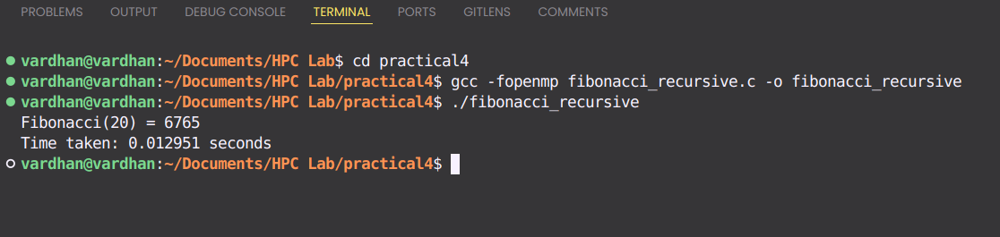 PROBLEMS OUTPUT DEBUG CONSOLE TERMINAL PORTS GITLENS COMMENTS
vardhan@vardhan:~/Documents/HPC Lab$ cd practical4
vardhan@vardhan:~/Documents/HPC Lab/practical4$ gcc -fopenmp fibonacci_recursive.c -o fibonacci_recursive
vardhan@vardhan:~/Documents/HPC Lab/practical4$ ./fibonacci_recursive
Fibonacci(20) = 6765
Time taken: 0.012951 seconds
vardhan@vardhan:~/Documents/HPC Lab/practical4$